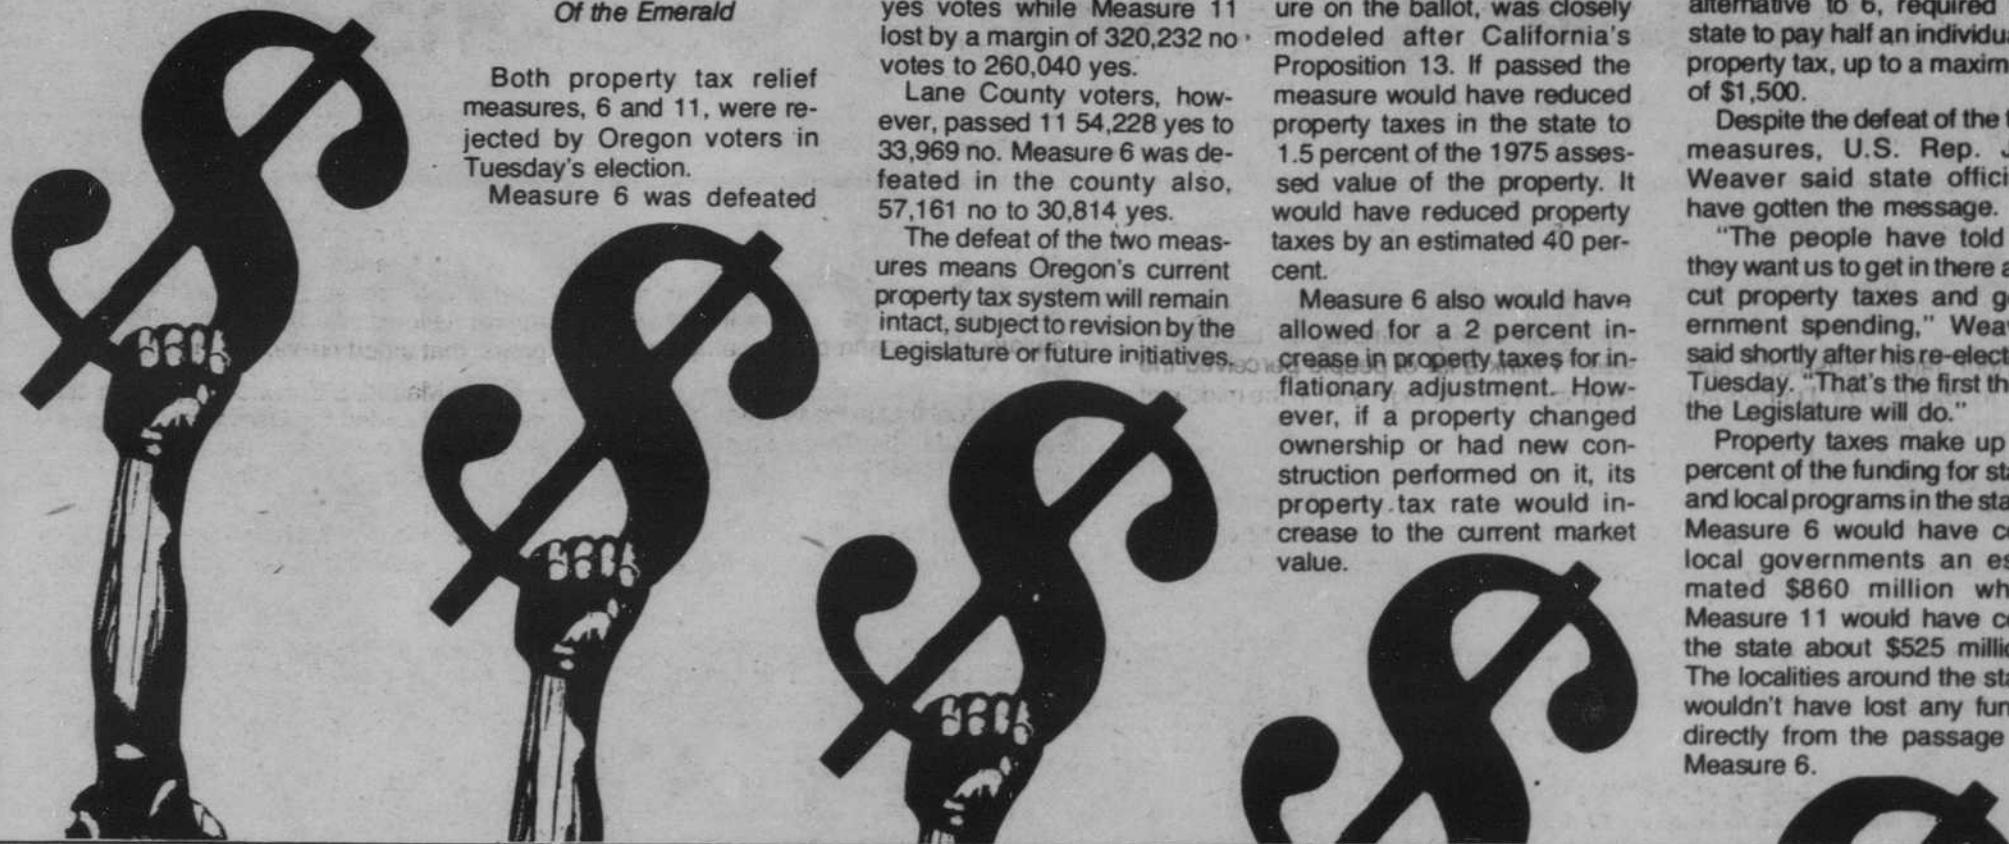 Of the Emerald
Both property tax relief
measures, 6 and 11, were re-
jected by Oregon voters in
Tuesday's election.
Measure 6 was defeated
yes votes while Measure 11
lost by a margin of 320,232 no
votes to 260,040 yes.
Lane County voters, how-
ever, passed 11 54,228 yes to
33,969 no. Measure 6 was de-
feated in the county also,
57,161 no to 30,814 yes.
The defeat of the two meas-
ures means Oregon's current
property tax system will remain
intact, subject to revision by the
Legislature or future initiatives.
ure on the ballot, was closely
modeled after California's
Proposition 13. If passed the
measure would have reduced
property taxes in the state to
1.5 percent of the 1975 asses-
sed value of the property. It
would have reduced property
taxes by an estimated 40 per-
cent.
Measure 6 also would have
allowed for a 2 percent in-
crease in property taxes for in-
flationary adjustment. How-
ever, if a property changed
ownership or had new con-
struction performed on it, its
property tax rate would in-
crease to the current market
value.
alternative to 6, required
state to pay half an individu
property tax, up to a maxim
of $1,500.
Despite the defeat of the t
measures, U.S. Rep. J
Weaver said state offici
have gotten the message.
"The people have told
they want us to get in there a
cut property taxes and g
ernment spending," Wea
said shortly after his re-elect
Tuesday. "That's the first th
the Legislature will do."
Property taxes make up
percent of the funding for sta
and local programs in the sta
Measure 6 would have c
local governments an es
mated $860 million wh
Measure 11 would have c
the state about $525 millio
The localities around the sta
wouldn't have lost any fun
directly from the passage
Measure 6.